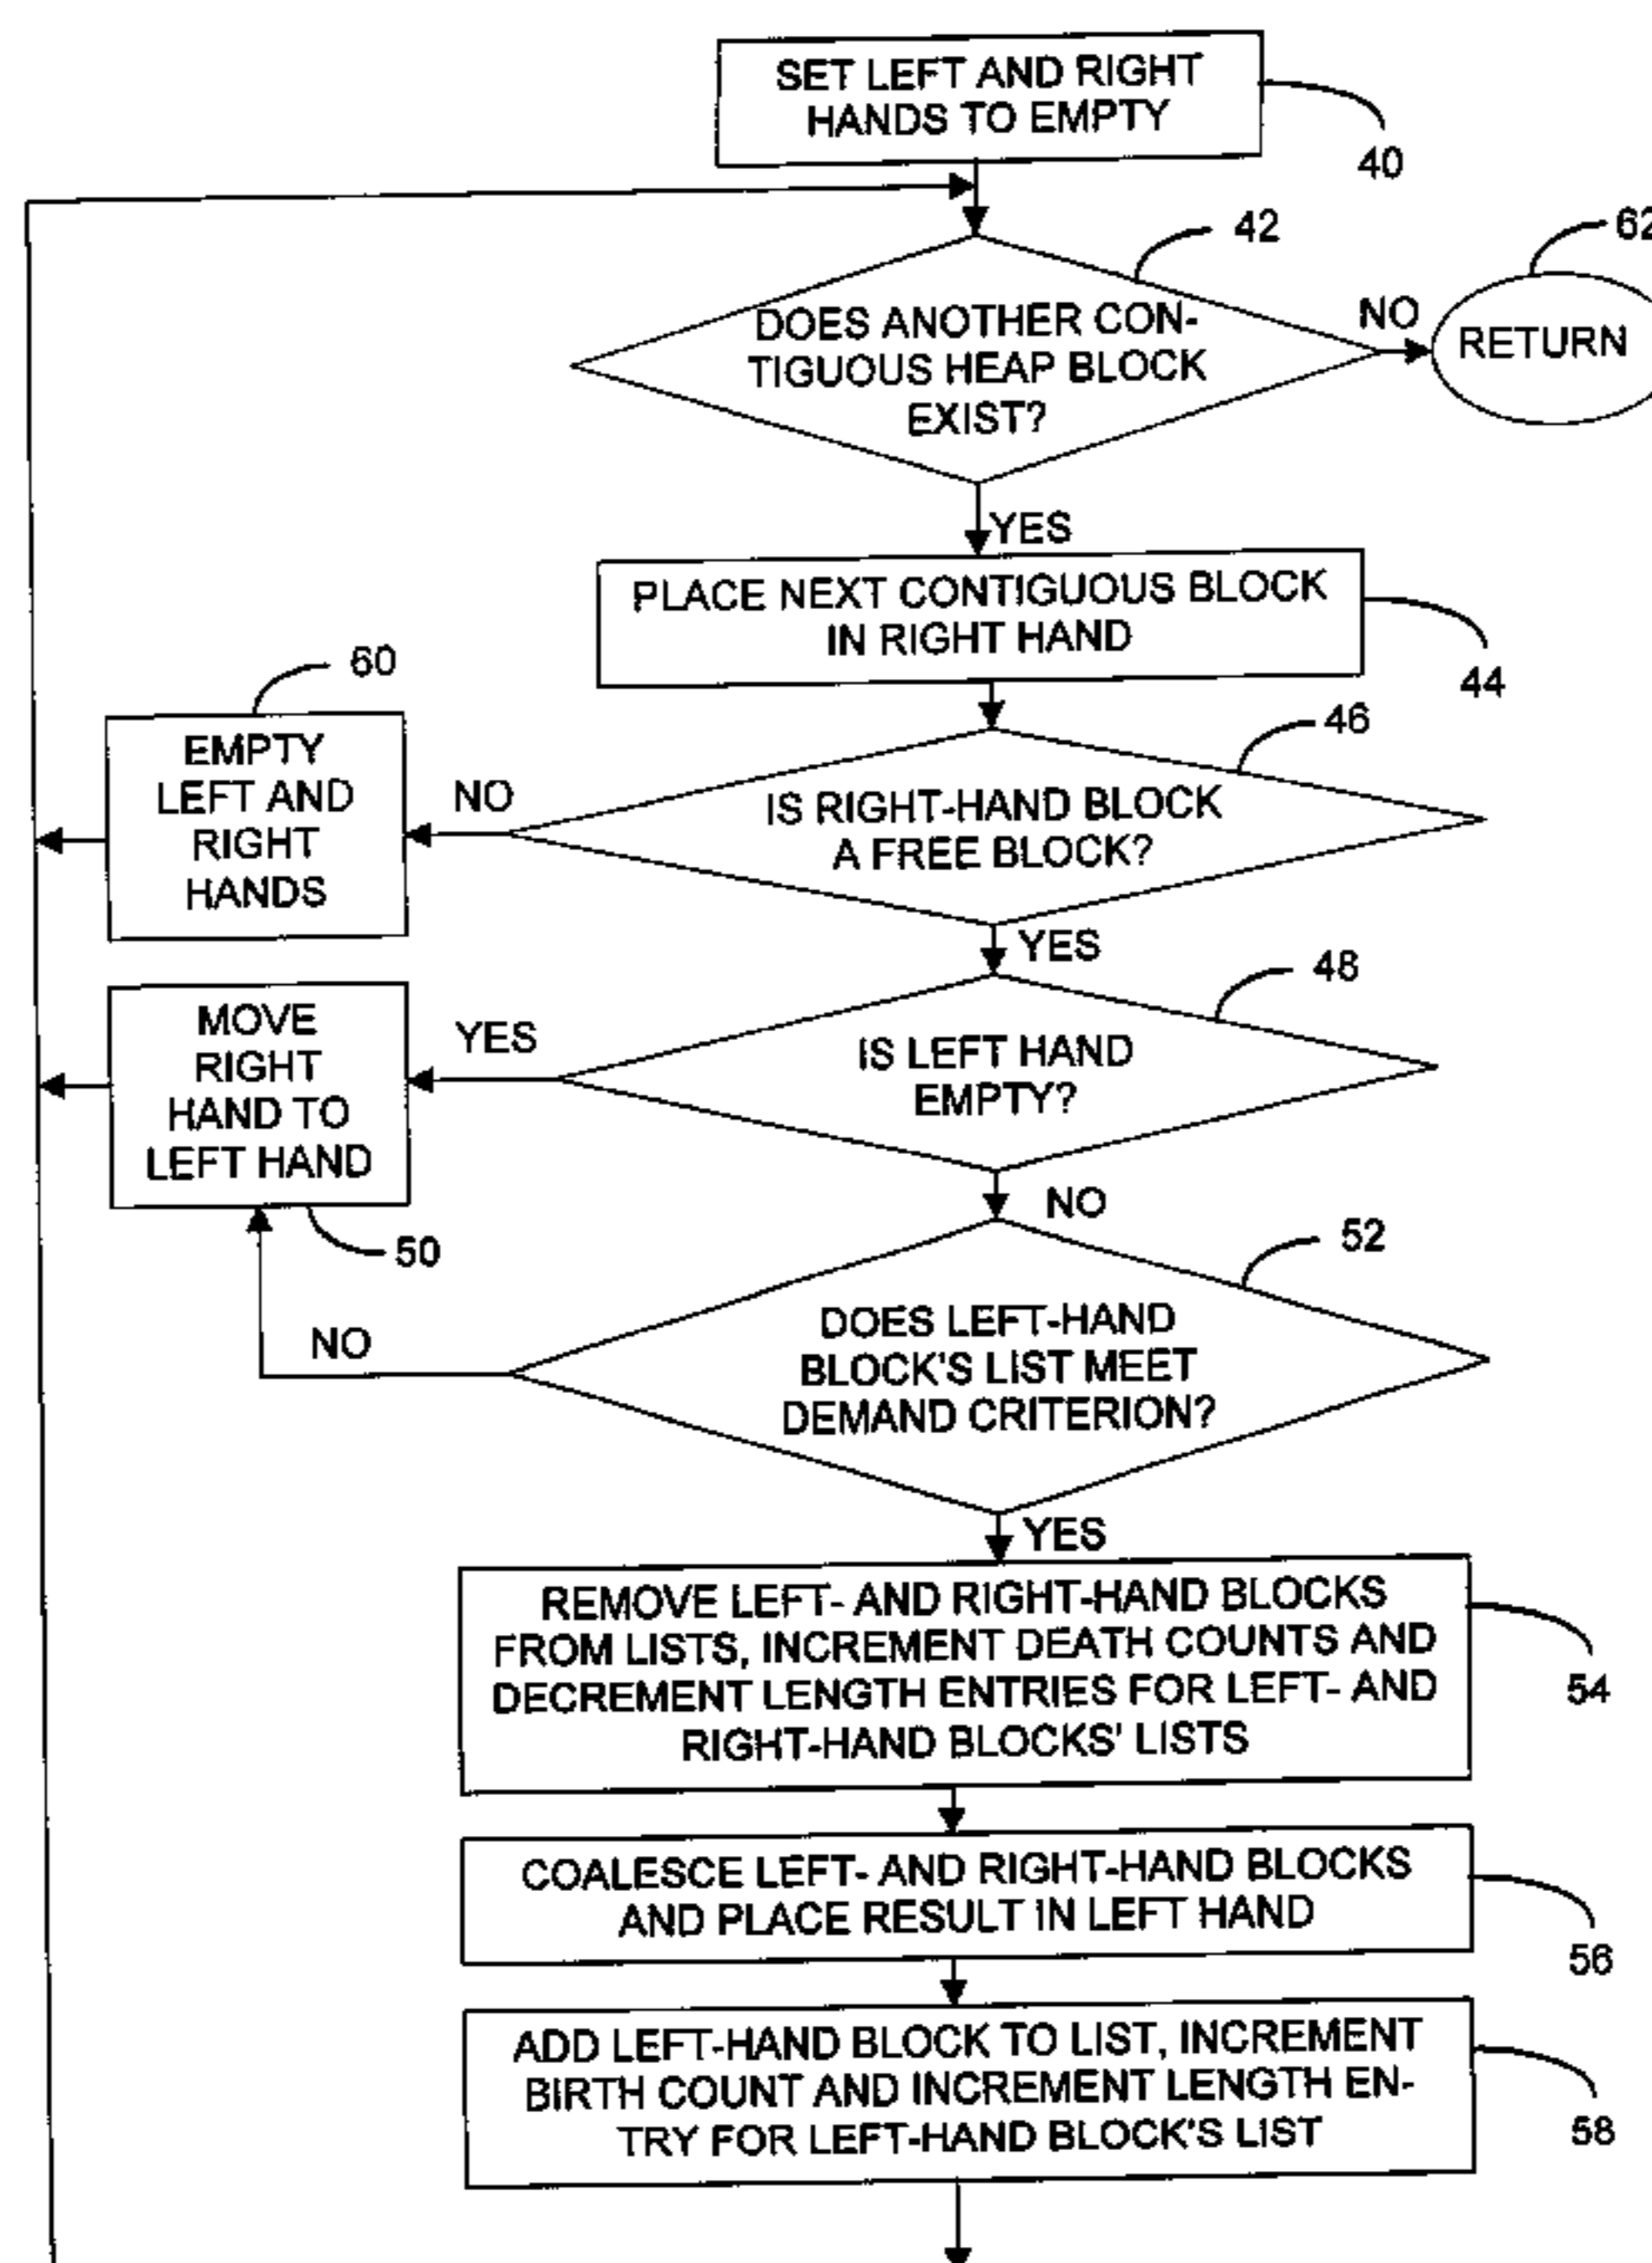 SET LEFT AND RIGHT
HANDS TO EMPTY
40
42
62
DOES ANOTHER CON-
TIGUOUS HEAP BLOCK
EXIST?
NO
RETURN
YES
PLACE NEXT CONTIGUOUS BLOCK
IN RIGHT HAND
44
60
EMPTY
LEFT AND
RIGHT
HANDS
NO
46
IS RIGHT-HAND BLOCK
A FREE BLOCK?
YES
48
MOVE
RIGHT
HAND TO
LEFT HAND
YES
IS LEFT HAND
EMPTY?
50
NO
52
NO
DOES LEFT-HAND
BLOCK'S LIST MEET
DEMAND CRITERION?
YES
REMOVE LEFT- AND RIGHT-HAND BLOCKS
FROM LISTS, INCREMENT DEATH COUNTS AND
DECREMENT LENGTH ENTRIES FOR LEFT- AND
RIGHT-HAND BLOCKS' LISTS
54
COALESCE LEFT- AND RIGHT-HAND BLOCKS
AND PLACE RESULT IN LEFT HAND
56
ADD LEFT-HAND BLOCK TO LIST, INCREMENT
BIRTH COUNT AND INCREMENT LENGTH EN-
TRY FOR LEFT-HAND BLOCK'S LIST
58